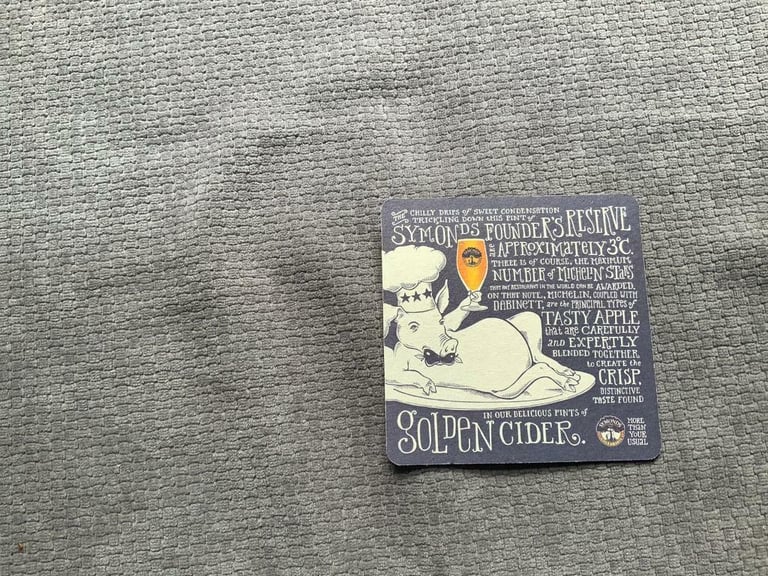 THE CHILLY DRIPS of SWEET CONDENSATION
TRICKLING DOWN THIS PINT of
SYMONDS FOUNDER'S RESERVE
are APPROXIMATELY 3°C
THREE IS OF COURSE, THE MAXIMUM
NUMBER of MICHELIN STARS
THAT ANY RESTAURANT IN THE WORLD CAN BE AWARDED.
ON THAT NOTE, MICHELIN, COUPLED WITH
DABINETT, are the PRINCIPAL TYPES of
TASTY APPLE
that are CAREFULLY
and EXPERTLY
BLENDED TOGETHER
to CREATE the
CRISP,
DISTINCTIVE
TASTE FOUND
IN OUR DELICIOUS PINTS OF
GOLDEN CIDER.
SYMONDS
MORE
THAN
YOUR
USUAL